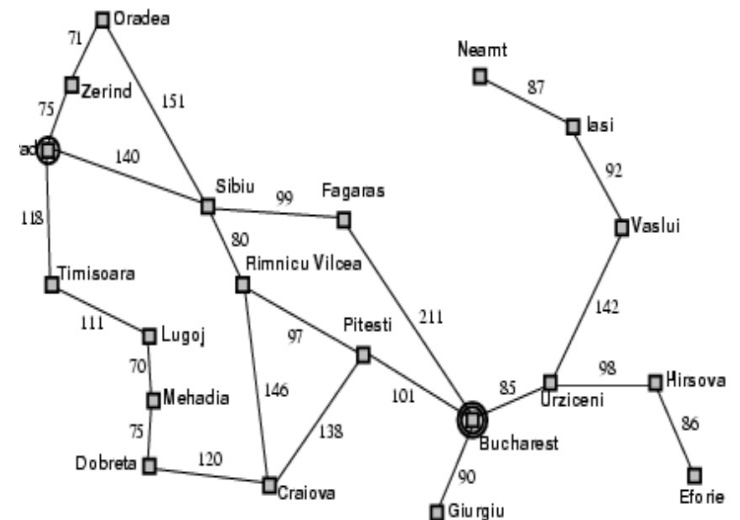 Oradea
71
Neamt
87
Zerind
75
151
Iasi
ad
140
92
Sibiu
99
Fagaras
118
80
Vaslui
Timisoara
Rimnicu Vilcea
111
211
142
Lugoj
97
Pitesti
70
Mehadia
146
101
85
98
Hirsova
Urziceni
75
138
86
Dobreta
120
Bucharest
90
Craiova
Eforie
Giurgiu